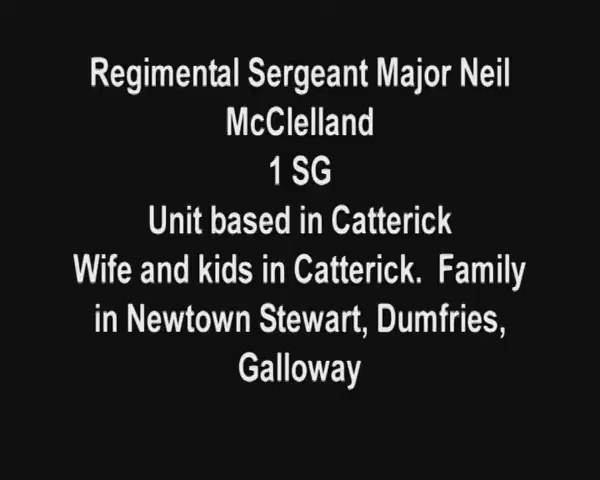 Regimental Sergeant Major Neil
McClelland
1 SG
Unit based in Catterick
Wife and kids in Catterick.  Family
in Newtown Stewart, Dumfries,
Galloway